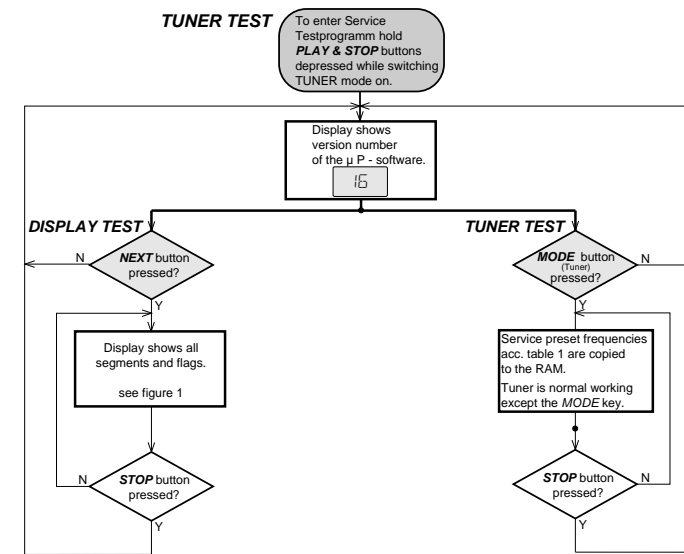 TUNER TEST
To enter Service
Testprogramm hold
PLAY & STOP buttons
depressed while switching
TUNER mode on.
Display shows
version number
of the µ P - software.
16
DISPLAY TEST
N
NEXT button
pressed?
Y
Display shows all
segments and flags.
see figure 1
N
STOP button
pressed?
Y
TUNER TEST
MODE button
(Tuner)
pressed?
N
Y
Service preset frequencies
acc. table 1 are copied
to the RAM.
Tuner is normal working
except the MODE key.
STOP button
pressed?
N
Y